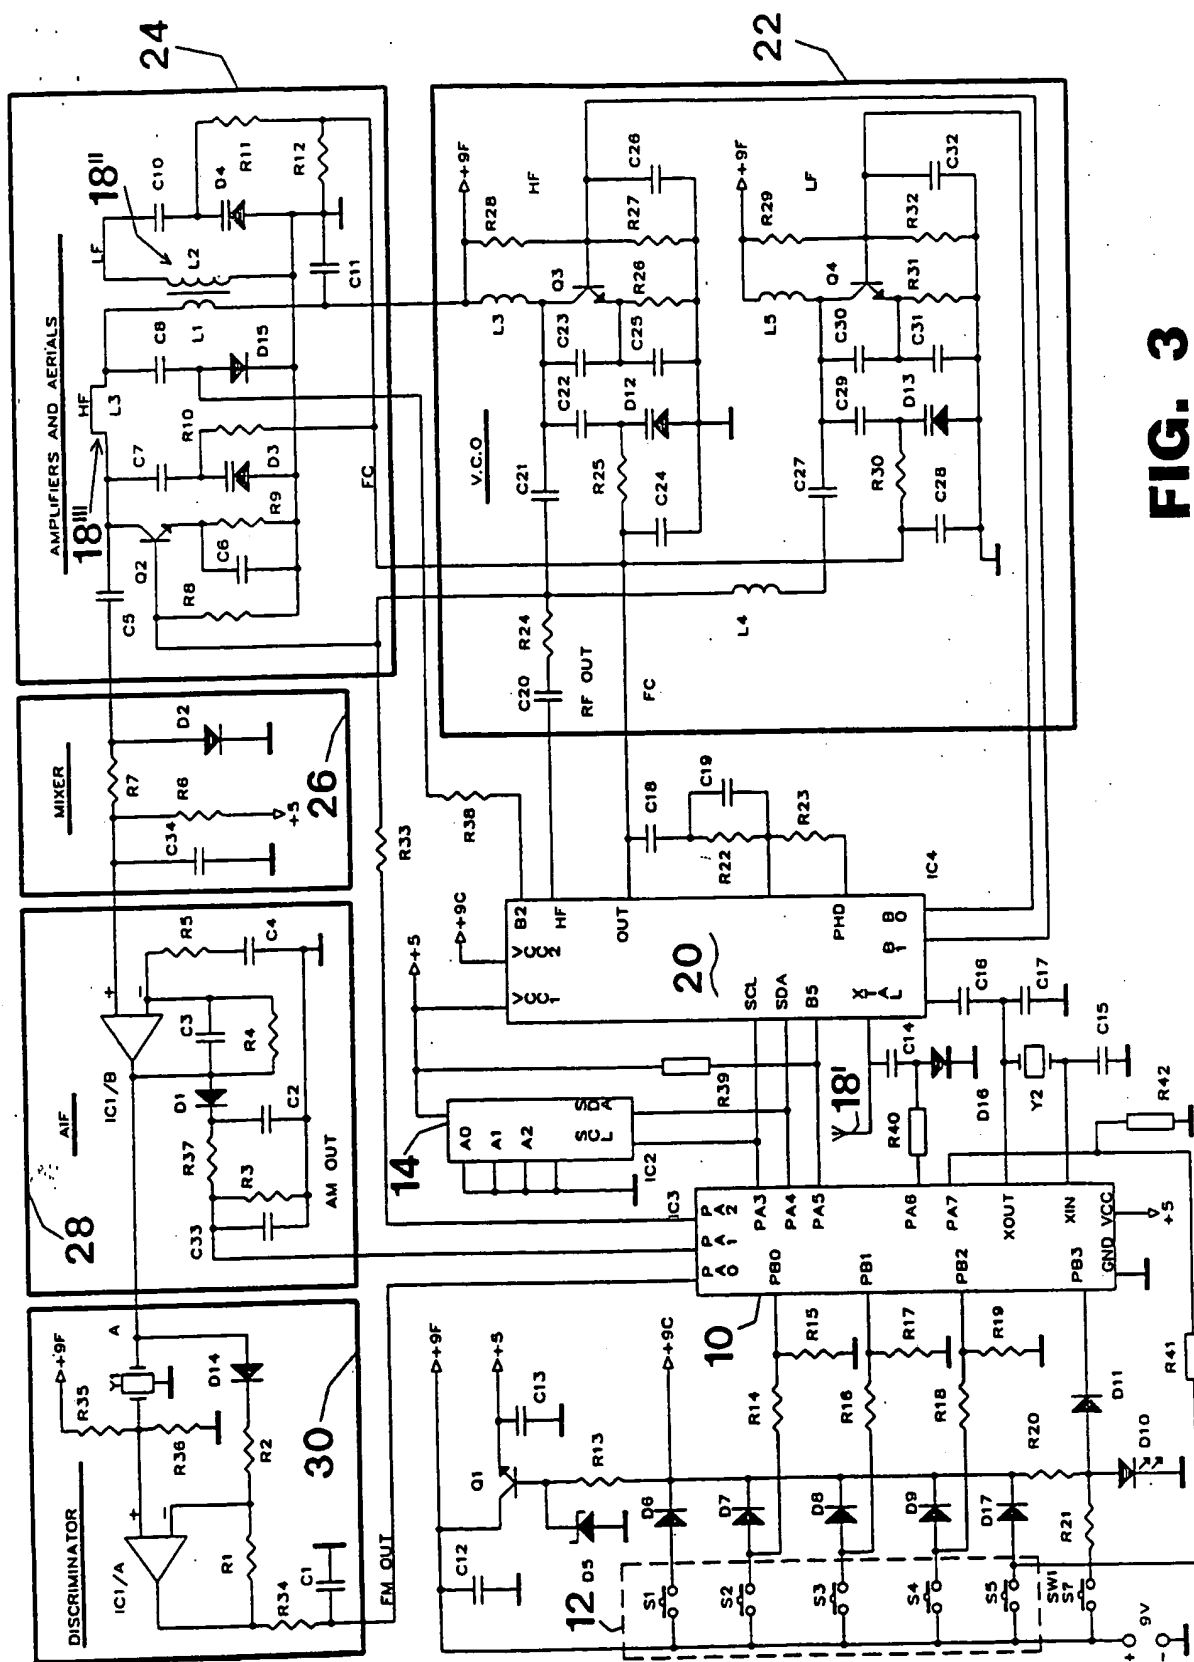 24
AMPLIFIERS AND AERIALS
18'''
18''
HF
LF
L3
C5
C7
C8
L1
L2
C10
Q2
R8
C6
R9
D3
R10
D15
D4
R11
R12
C11
FC
MIXER
26
R7
D2
R6
C34
+5
AIF
28
IC1/B
+
−
R5
C4
C3
R4
D1
C2
R37
R3
C33
AM OUT
DISCRIMINATOR
30
A
Y1
+9F
R35
R36
D14
R2
+
−
IC1/A
R1
R34
C1
FM OUT
22
V.C.O
+9F
R28
HF
L3
Q3
C21
C22
C23
R25
D12
C25
R26
R27
C26
C24
+9F
R29
LF
L5
Q4
C27
C29
C30
R30
D13
C31
R31
R32
C32
C28
L4
R24
C20
RF OUT
FC
R33
R38
C18
C19
R22
R23
IC4
20
+9C
+5
VCC1
VCC2
B2
HF
OUT
PHD
SCL
SDA
B5
XTAL
B1
B0
C16
C17
14
A0
A1
A2
SCL
SDA
IC2
R39
18'
C14
R40
D16
Y2
C15
R42
10
IC3
PA0
PA1
PA2
PA3
PA4
PA5
PA6
PA7
XOUT
XIN
PB0
PB1
PB2
PB3
GND
VCC
+5
+9F
+5
+9C
C12
Q1
C13
D5
R13
12
S1
S2
S3
S4
S5
SW1
S7
D6
D7
D8
D9
D17
R14
R15
R16
R17
R18
R19
R20
R21
D11
D10
R41
+
−
9V
FIG. 3